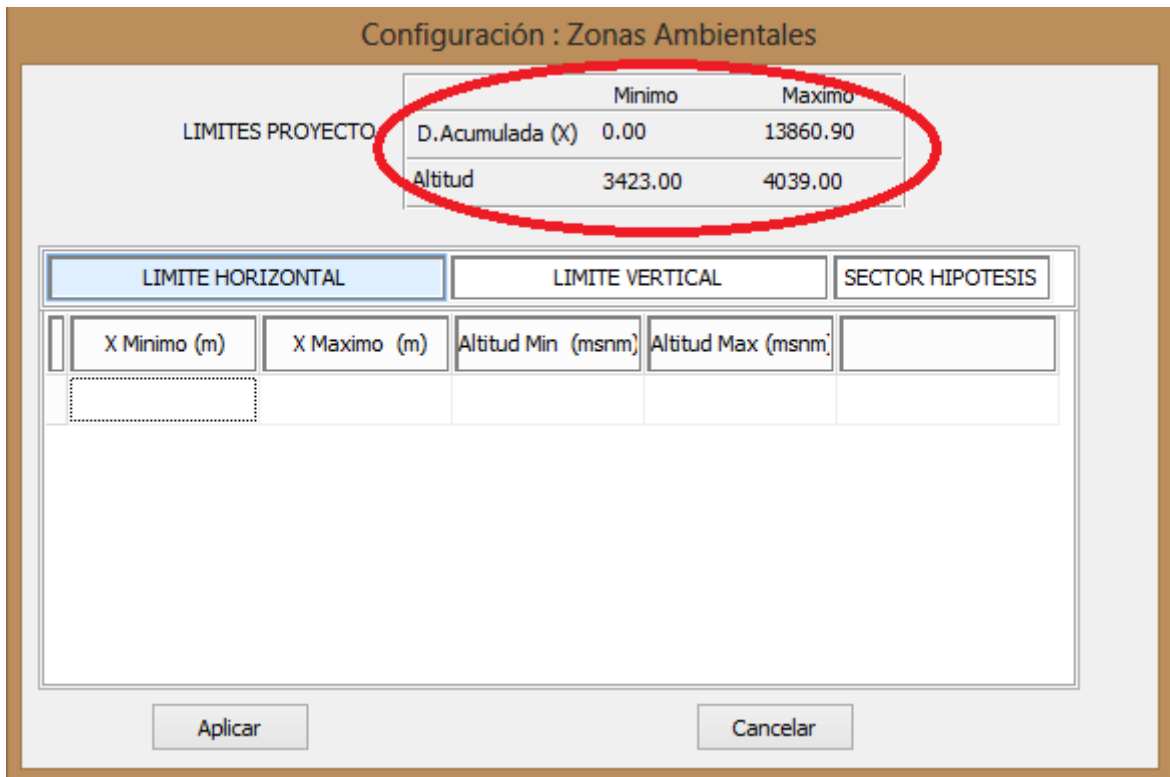 Configuración : Zonas Ambientales
Minimo Maximo
LIMITES PROYECTO D.Acumulada (X) 0.00 13860.90
Altitud 3423.00 4039.00
LIMITE HORIZONTAL LIMITE VERTICAL SECTOR HIPOTESIS
X Minimo (m) X Maximo (m) Altitud Min (msnm) Altitud Max (msnm)
Aplicar Cancelar